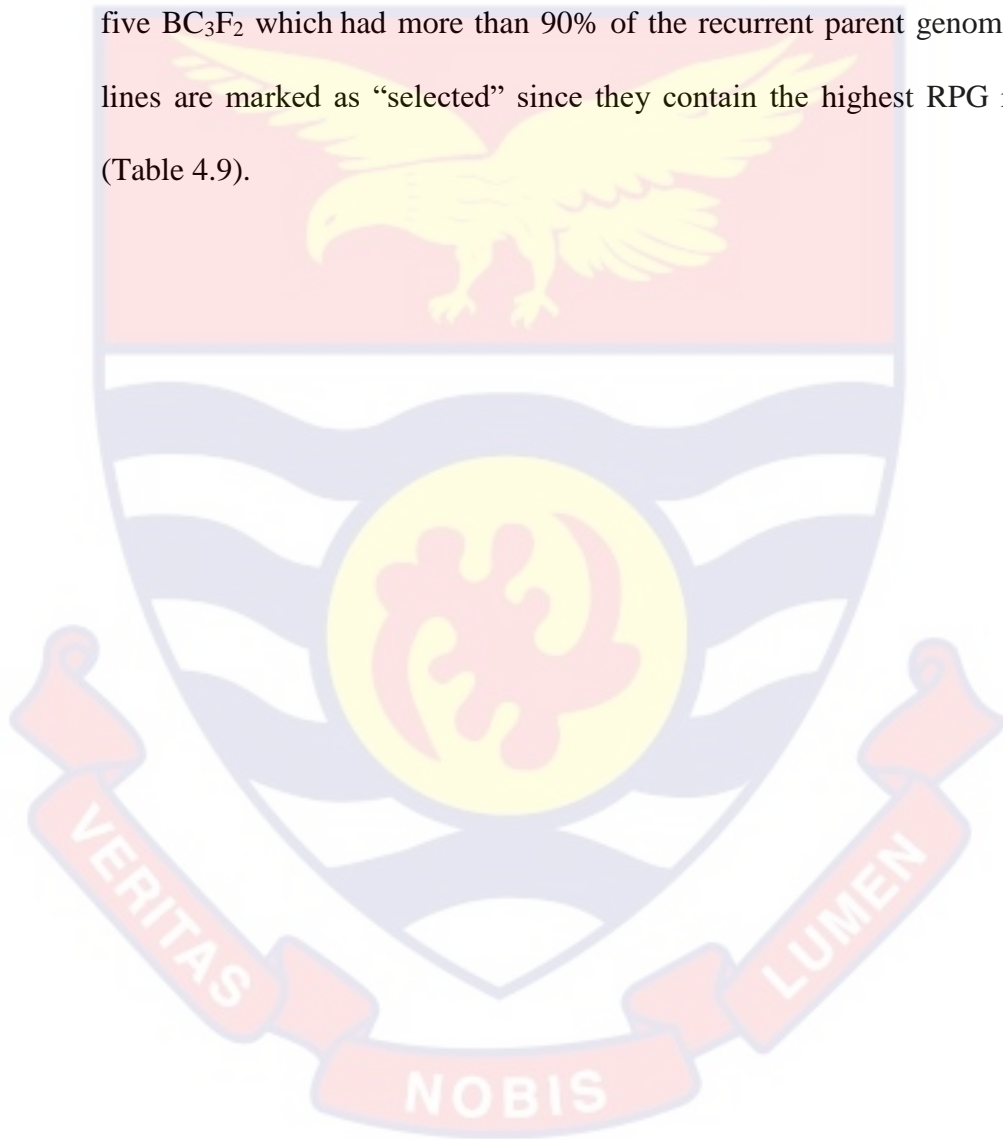 five BC₃F₂ which had more than 90% of the recurrent parent genom
lines are marked as “selected” since they contain the highest RPG
(Table 4.9).
VERITAS
NOBIS
LUMEN